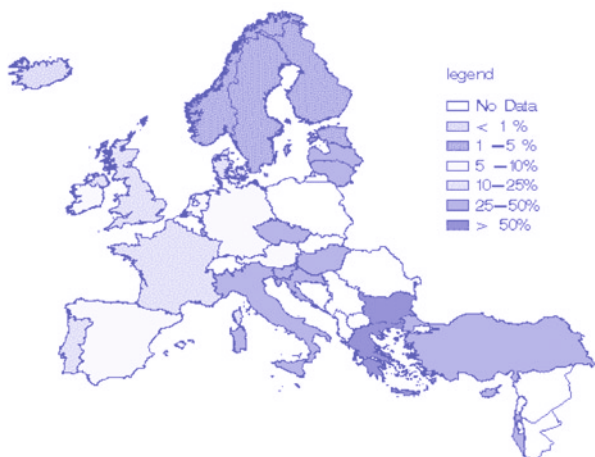 legend
No Data
< 1 %
1 – 5 %
5 – 10%
10 – 25%
25 – 50%
> 50%